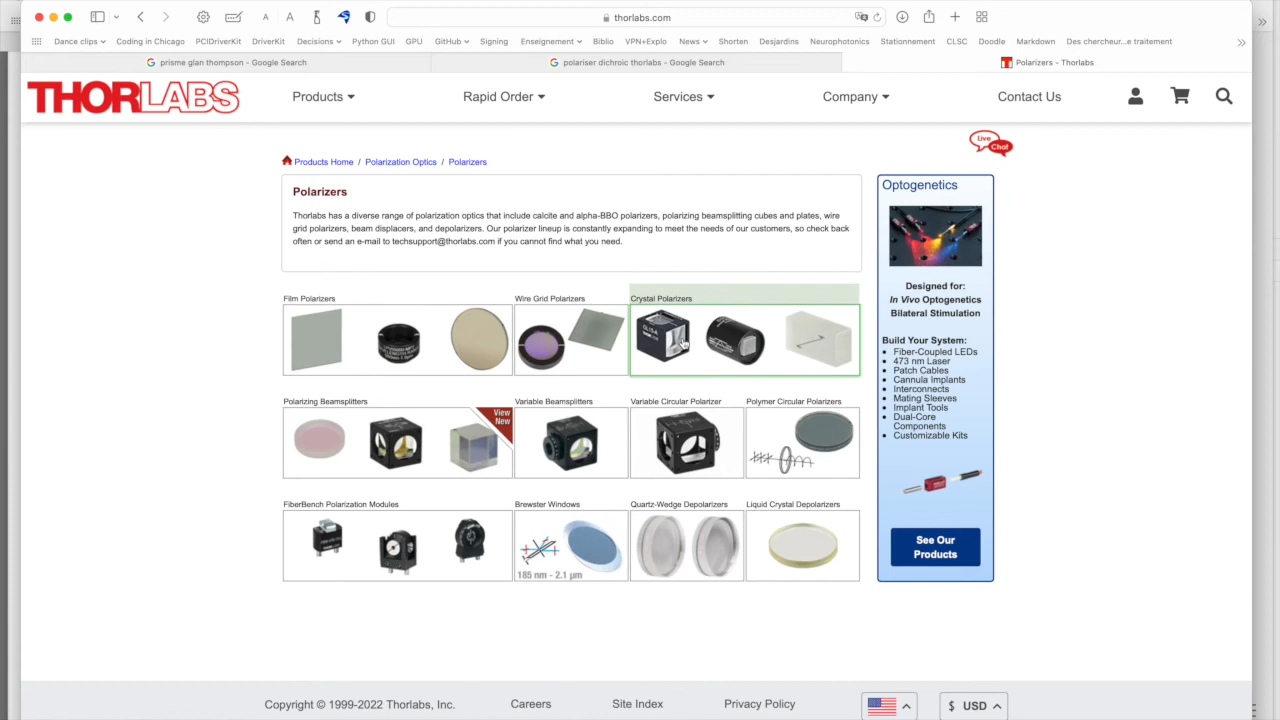 thorlabs.com
Dance clips Coding in Chicago PCIDriverKit DriverKit Decisions Python GUI GPU GitHub Signing Enseignement Biblio VPN+Explo News Shorten Desjardins Neurophotonics Stationnement CLSC Doodle Markdown Des chercheur...e traitement
prisme glan thompson - Google Search
polariser dichroic thorlabs - Google Search
Polarizers - Thorlabs
THORLABS
Products Rapid Order Services Company Contact Us
Live
Chat
Products Home / Polarization Optics / Polarizers
Polarizers
Thorlabs has a diverse range of polarization optics that include calcite and alpha-BBO polarizers, polarizing beamsplitting cubes and plates, wire
grid polarizers, beam displacers, and depolarizers. Our polarizer lineup is constantly expanding to meet the needs of our customers, so check back
often or send an e-mail to techsupport@thorlabs.com if you cannot find what you need.
Film Polarizers
Wire Grid Polarizers
Crystal Polarizers
Polarizing Beamsplitters
View
New
Variable Beamsplitters
Variable Circular Polarizer
Polymer Circular Polarizers
FiberBench Polarization Modules
Brewster Windows
185 nm - 2.1 µm
Quartz-Wedge Depolarizers
Liquid Crystal Depolarizers
Optogenetics
Designed for:
In Vivo Optogenetics
Bilateral Stimulation
Build Your System:
• Fiber-Coupled LEDs
• 473 nm Laser
• Patch Cables
• Cannula Implants
• Interconnects
• Mating Sleeves
• Implant Tools
• Dual-Core
Components
• Customizable Kits
See Our
Products
Copyright © 1999-2022 Thorlabs, Inc.
Careers
Site Index
Privacy Policy
$ USD